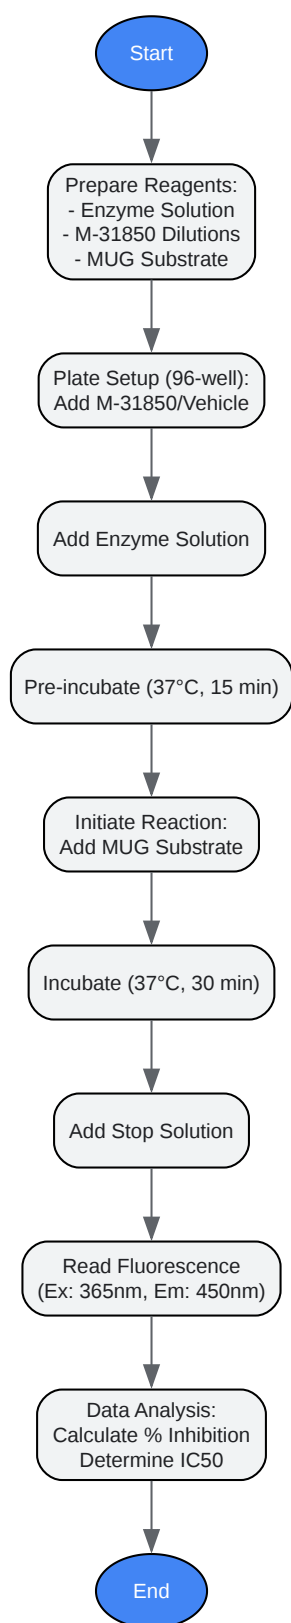 Start
Prepare Reagents:
- Enzyme Solution
- M-31850 Dilutions
- MUG Substrate
Plate Setup (96-well):
Add M-31850/Vehicle
Add Enzyme Solution
Pre-incubate (37°C, 15 min)
Initiate Reaction:
Add MUG Substrate
Incubate (37°C, 30 min)
Add Stop Solution
Read Fluorescence
(Ex: 365nm, Em: 450nm)
Data Analysis:
Calculate % Inhibition
Determine IC50
End